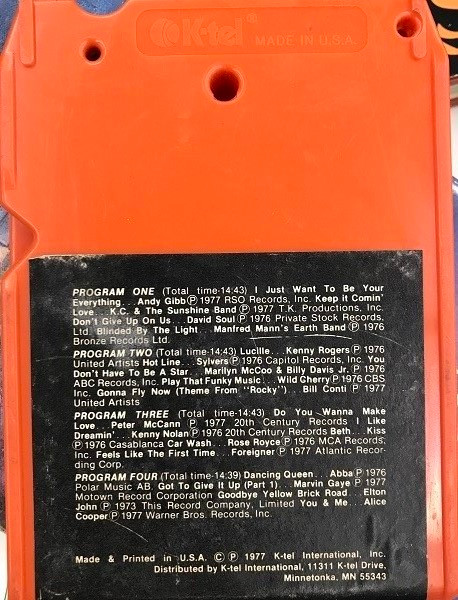 K-tel® MADE IN U.S.A.
PROGRAM ONE (Total time-14:43) I Just Want To Be Your
Everything...Andy Gibb Ⓟ 1977 RSO Records, Inc. Keep it Comin'
Love...K.C. & The Sunshine Band Ⓟ 1977 T.K. Productions, Inc.
Don't Give Up On Us...David Soul Ⓟ 1976 Private Stock Records,
Ltd. Blinded By The Light...Manfred Mann's Earth Band Ⓟ 1976
Bronze Records Ltd.
PROGRAM TWO (Total time-14:43) Lucille...Kenny Rogers Ⓟ 1976
United Artists Hot Line...Sylvers Ⓟ 1976 Capitol Records, Inc. You
Don't Have To Be A Star...Marilyn McCoo & Billy Davis Jr. Ⓟ 1976
ABC Records, Inc. Play That Funky Music...Wild Cherry Ⓟ 1976 CBS
Inc. Gonna Fly Now (Theme From "Rocky")...Bill Conti Ⓟ 1977
United Artists
PROGRAM THREE (Total time-14:43) Do You Wanna Make
Love...Peter McCann Ⓟ 1977 20th Century Records I Like
Dreamin'...Kenny Nolan Ⓟ 1976 20th Century Records Beth...Kiss
Ⓟ 1976 Casablanca Car Wash...Rose Royce Ⓟ 1976 MCA Records,
Inc. Feels Like The First Time...Foreigner Ⓟ 1977 Atlantic Recor-
ding Corp.
PROGRAM FOUR (Total time-14:39) Dancing Queen...Abba Ⓟ 1976
Polar Music AB. Got To Give It Up (Part 1)...Marvin Gaye Ⓟ 1977
Motown Record Corporation Goodbye Yellow Brick Road...Elton
John Ⓟ 1973 This Record Company, Limited You & Me...Alice
Cooper Ⓟ 1977 Warner Bros. Records, Inc.
Made & Printed in U.S.A. © Ⓟ 1977 K-tel International, Inc.
Distributed by K-tel International, 11311 K-tel Drive,
Minnetonka, MN 55343